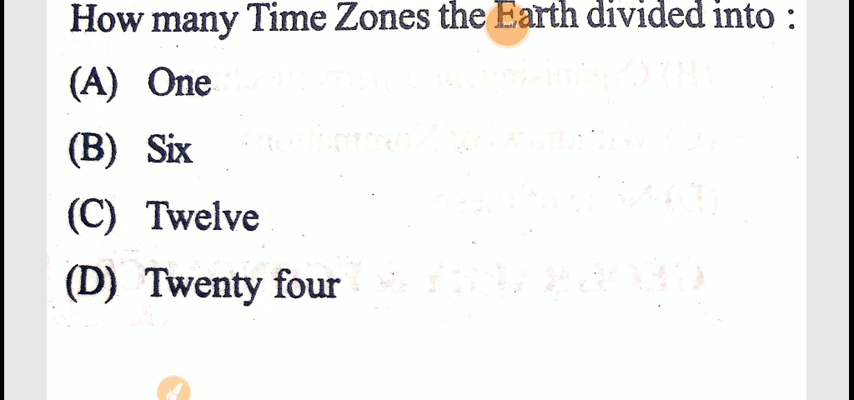 How many Time Zones the Earth divided into :
(A) One
(B) Six
(C) Twelve
(D) Twenty four